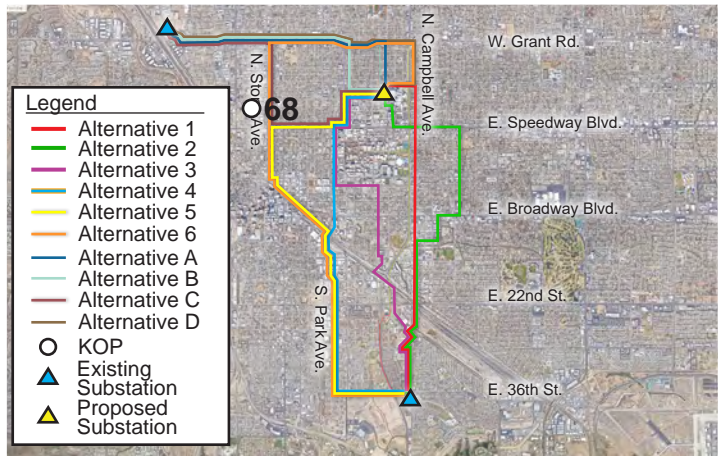 W. Grant Rd.
N. Campbell Ave.
N. Stone Ave.
68
E. Speedway Blvd.
E. Broadway Blvd.
E. 22nd St.
S. Park Ave.
E. 36th St.
Legend
Alternative 1
Alternative 2
Alternative 3
Alternative 4
Alternative 5
Alternative 6
Alternative A
Alternative B
Alternative C
Alternative D
KOP
Existing
Substation
Proposed
Substation